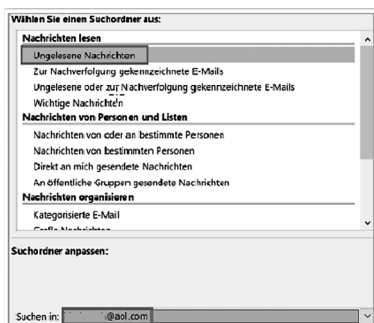 Wählen Sie einen Suchordner aus:
Nachrichten lesen
Ungelesene Nachrichten
Zur Nachverfolgung gekennzeichnete E-Mails
Ungelesene oder zur Nachverfolgung gekennzeichnete E-Mails
Wichtige Nachrichten
Nachrichten von Personen und Listen
Nachrichten von oder an bestimmte Personen
Nachrichten von bestimmten Personen
Direkt an mich gesendete Nachrichten
An öffentliche Gruppen gesendete Nachrichten
Nachrichten organisieren
Kategorisierte E-Mail
Große Nachrichten
Suchordner anpassen:
Suchen in: @aol.com